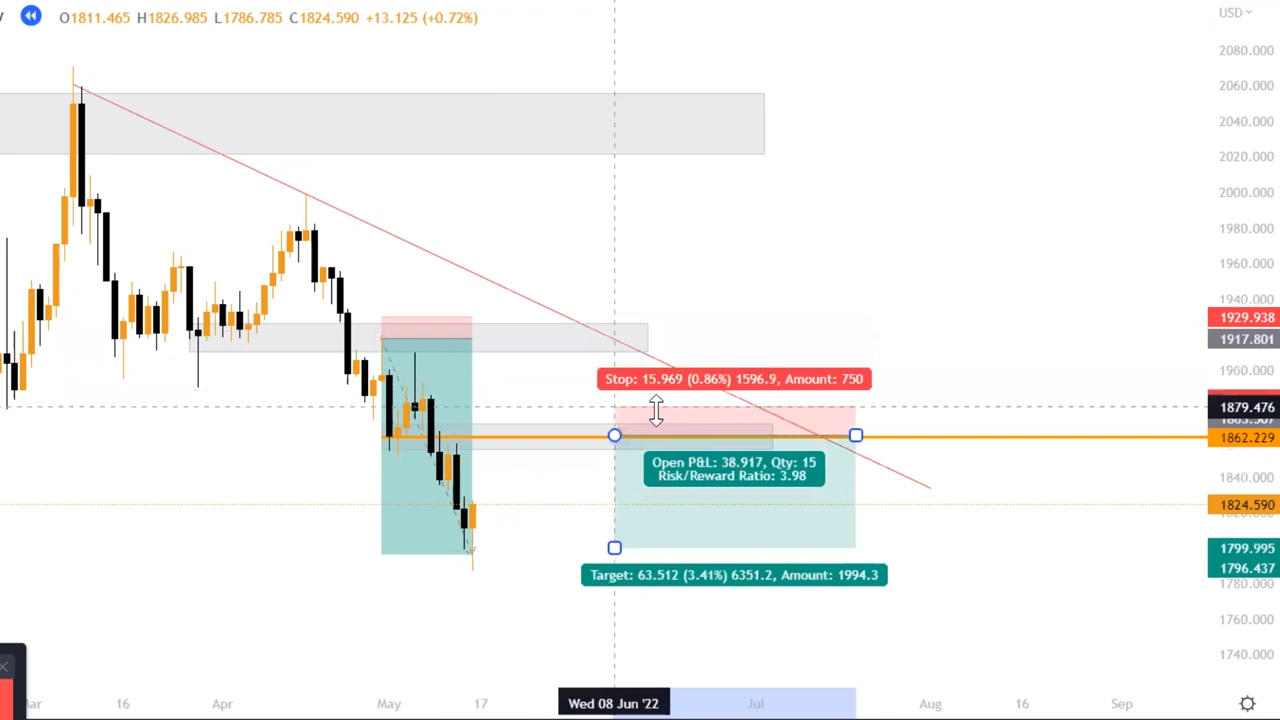 O1811.465 H1826.985 L1786.785 C1824.590 +13.125 (+0.72%)
USD
2080.000
2060.000
2040.000
2020.000
2000.000
1980.000
1960.000
1940.000
1929.938
1917.801
1960.000
Stop: 15.969 (0.86%) 1596.9, Amount: 750
1879.476
1862.229
Open P&L: 38.917, Qty: 15
Risk/Reward Ratio: 3.98
1840.000
1824.590
1799.995
1796.437
Target: 63.512 (3.41%) 6351.2, Amount: 1994.3
1780.000
1760.000
1740.000
16
Apr
May
17
Wed 08 Jun '22
Jul
Aug
16
Sep